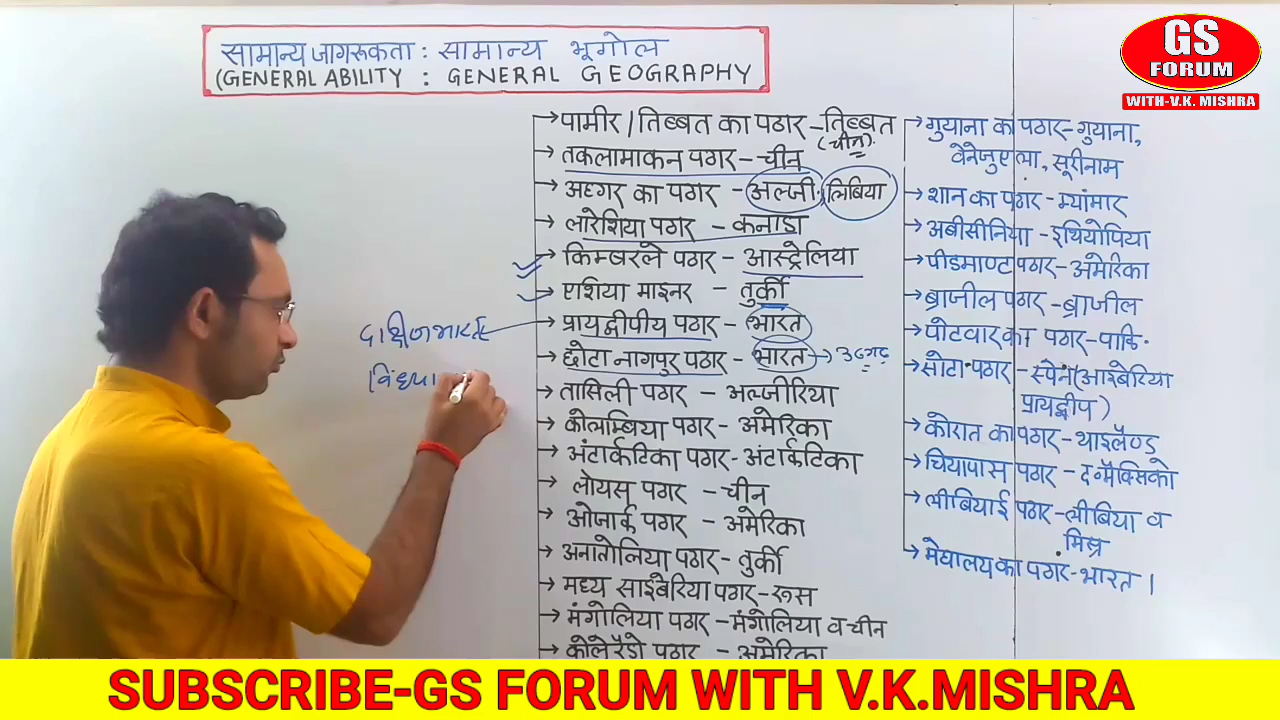 सामान्य जागरूकता : सामान्य भूगोल
(GENERAL ABILITY : GENERAL GEOGRAPHY
GS
FORUM
WITH-V.K. MISHRA
→ पामीर / तिब्बत का पठार - तिब्बत
(चीन)
→ तकलामाकन पठार - चीन
→ अहगर का पठार - अल्जी. लिबिया
→ लारेशिया पठार - कनाडा
→ किम्बरले पठार - आस्ट्रेलिया
→ एशिया माइनर - तुर्की
→ प्रायद्वीपीय पठार - भारत
→ छोटा नागपुर पठार - भारत →
→ तासिली पठार - अल्जीरिया
→ कोलम्बिया पठार - अमेरिका
→ अंटार्कटिका पठार - अंटार्कटिका
→ लोयस पठार - चीन
→ ओजार्क पठार - अमेरिका
→ अनातोलिया पठार - तुर्की
→ मध्य साइबेरिया पठार - रूस
→ मंगोलिया पठार - मंगोलिया व चीन
→ कोलेरैडो पठार - अमेरिका
दक्षिण भारत
विंध्या
→ गुयाना का पठार - गुयाना,
वेनेजुएला, सूरीनाम
→ शान का पठार - म्यांमार
→ अबीसीनिया - इथियोपिया
→ पीडमाण्ट पठार - अमेरिका
→ ब्राजील पठार - ब्राजील
→ पोटवार का पठार - पाकि.
→ सोटा पठार - स्पेन (आइबेरिया
प्रायद्वीप)
→ कोरात का पठार - थाइलैण्ड
→ चियापास पठार - द. मैक्सिको
→ लीबियाई पठार - लीबिया व
मिस्र
→ मेघालय का पठार - भारत।
SUBSCRIBE-GS FORUM WITH V.K.MISHRA